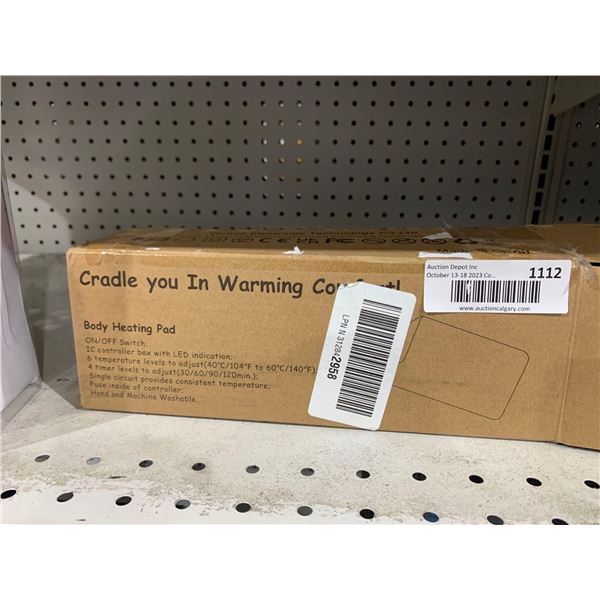 Cradle you In Warming Comfort!
Body Heating Pad
ON/OFF Switch;
IC controller box with LED indication;
6 temperature levels to adjust(40°C/104°F to 60°C/140°F);
4 timer levels to adjust(30/60/90/120min.);
Single circuit provides consistent temperature;
Fuse inside of controller.
Hand and Machine Washable.
LPN N 3128 2958
Auction Depot Inc
October 13-18 2023 Co...
1112
www.auctioncalgary.com